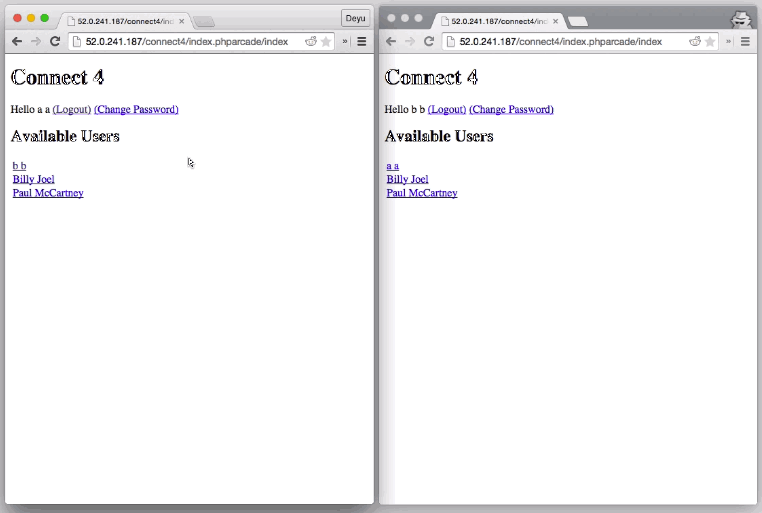 52.0.241.187/connect4/ind
Deyu
52.0.241.187/connect4/index.phparcade/index
Connect 4
Hello a a (Logout) (Change Password)
Available Users
b b
Billy Joel
Paul McCartney
52.0.241.187/connect4/ind
52.0.241.187/connect4/index.phparcade/index
Connect 4
Hello b b (Logout) (Change Password)
Available Users
a a
Billy Joel
Paul McCartney